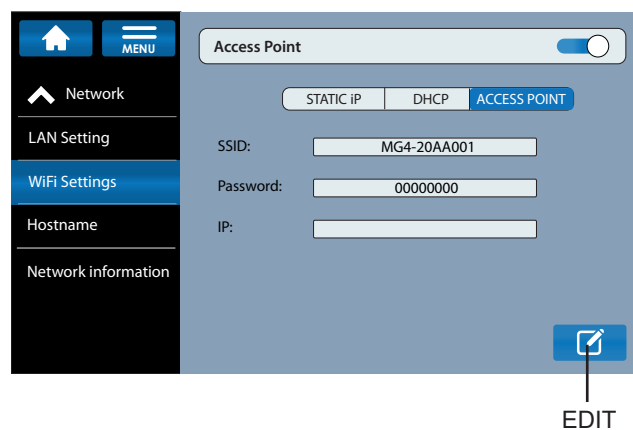 MENU
Access Point
Network
STATIC iP DHCP ACCESS POINT
LAN Setting
SSID: MG4-20AA001
WiFi Settings
Password: 00000000
Hostname
IP:
Network information
EDIT